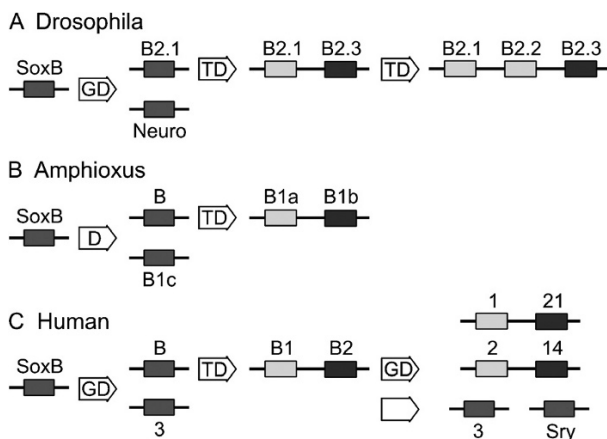 A Drosophila
SoxB GD B2.1 TD B2.1 B2.3 TD B2.1 B2.2 B2.3
Neuro
B Amphioxus
SoxB D B TD B1a B1b
B1c
C Human
1 21
SoxB GD B TD B1 B2 GD 2 14
3 3 Sry